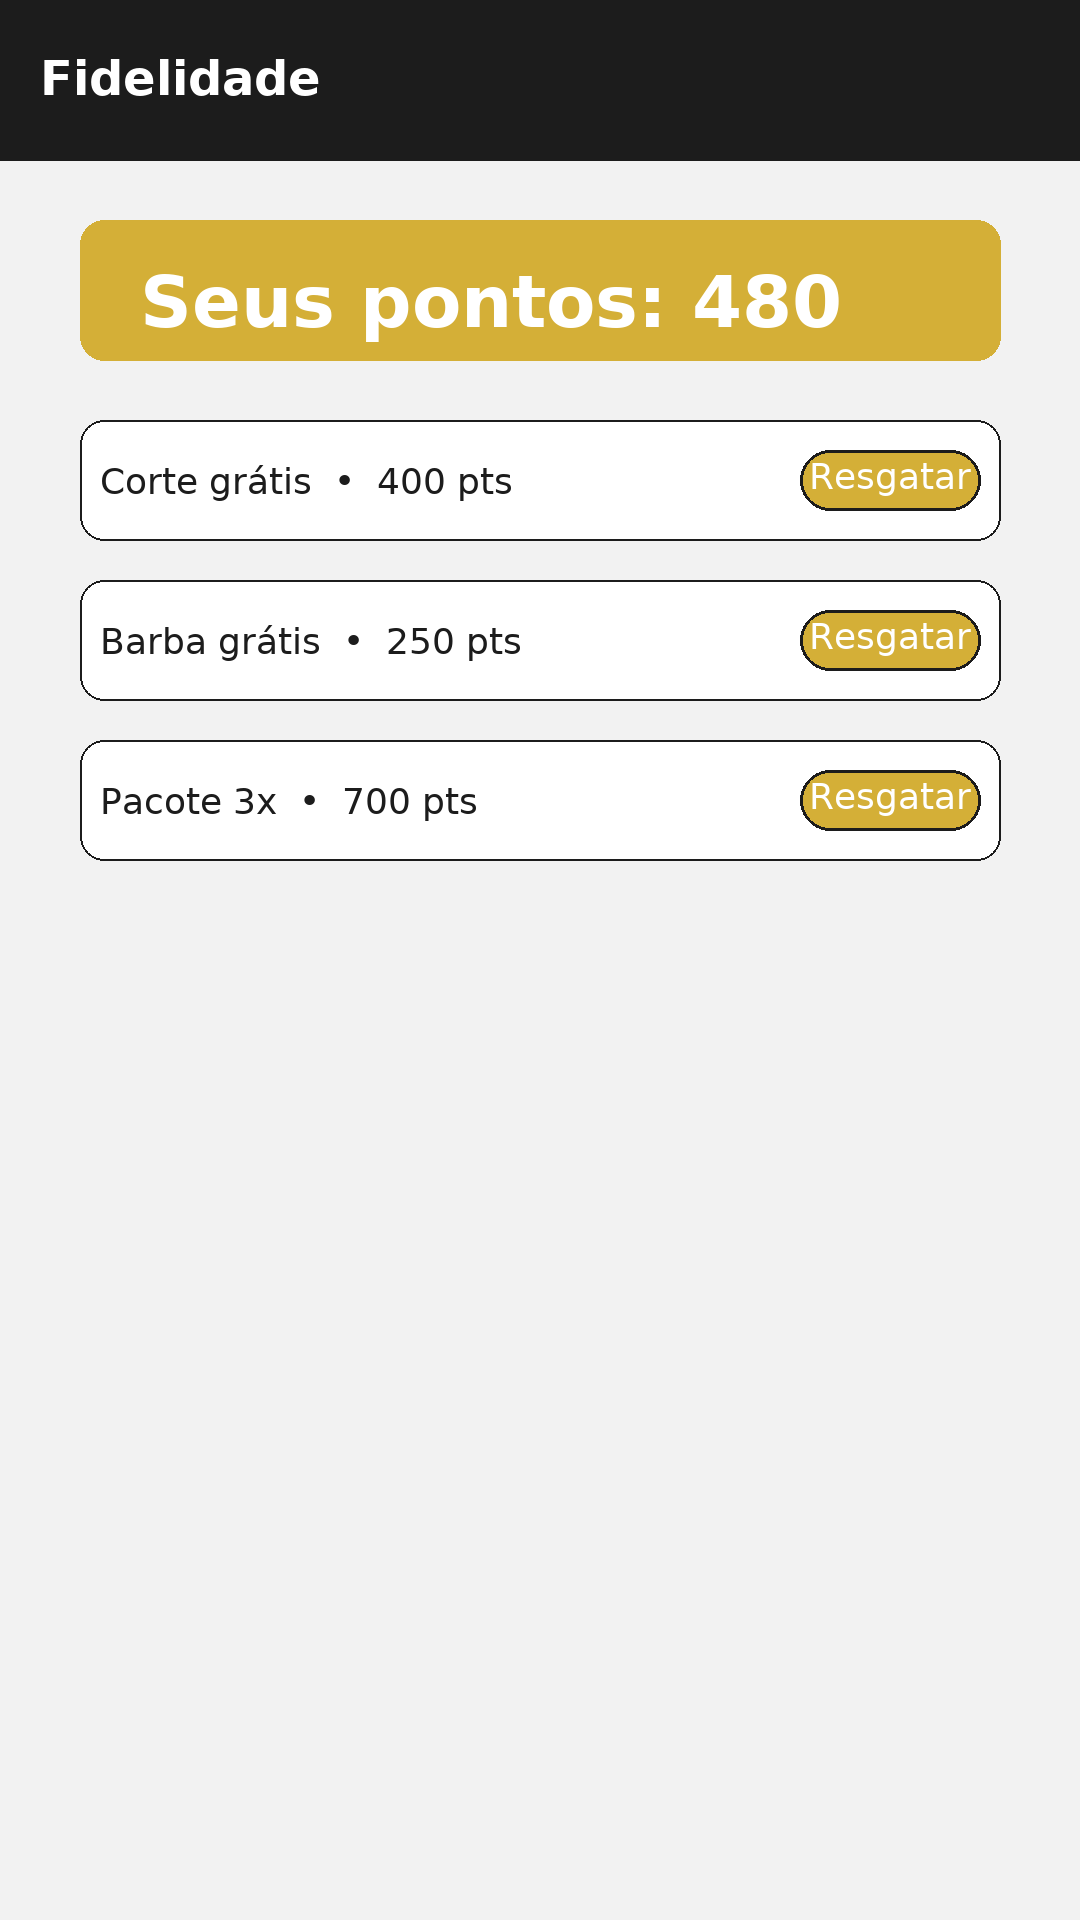 Fidelidade
Seus pontos: 480
Corte grátis • 400 pts Resgatar
Barba grátis • 250 pts Resgatar
Pacote 3x • 700 pts Resgatar